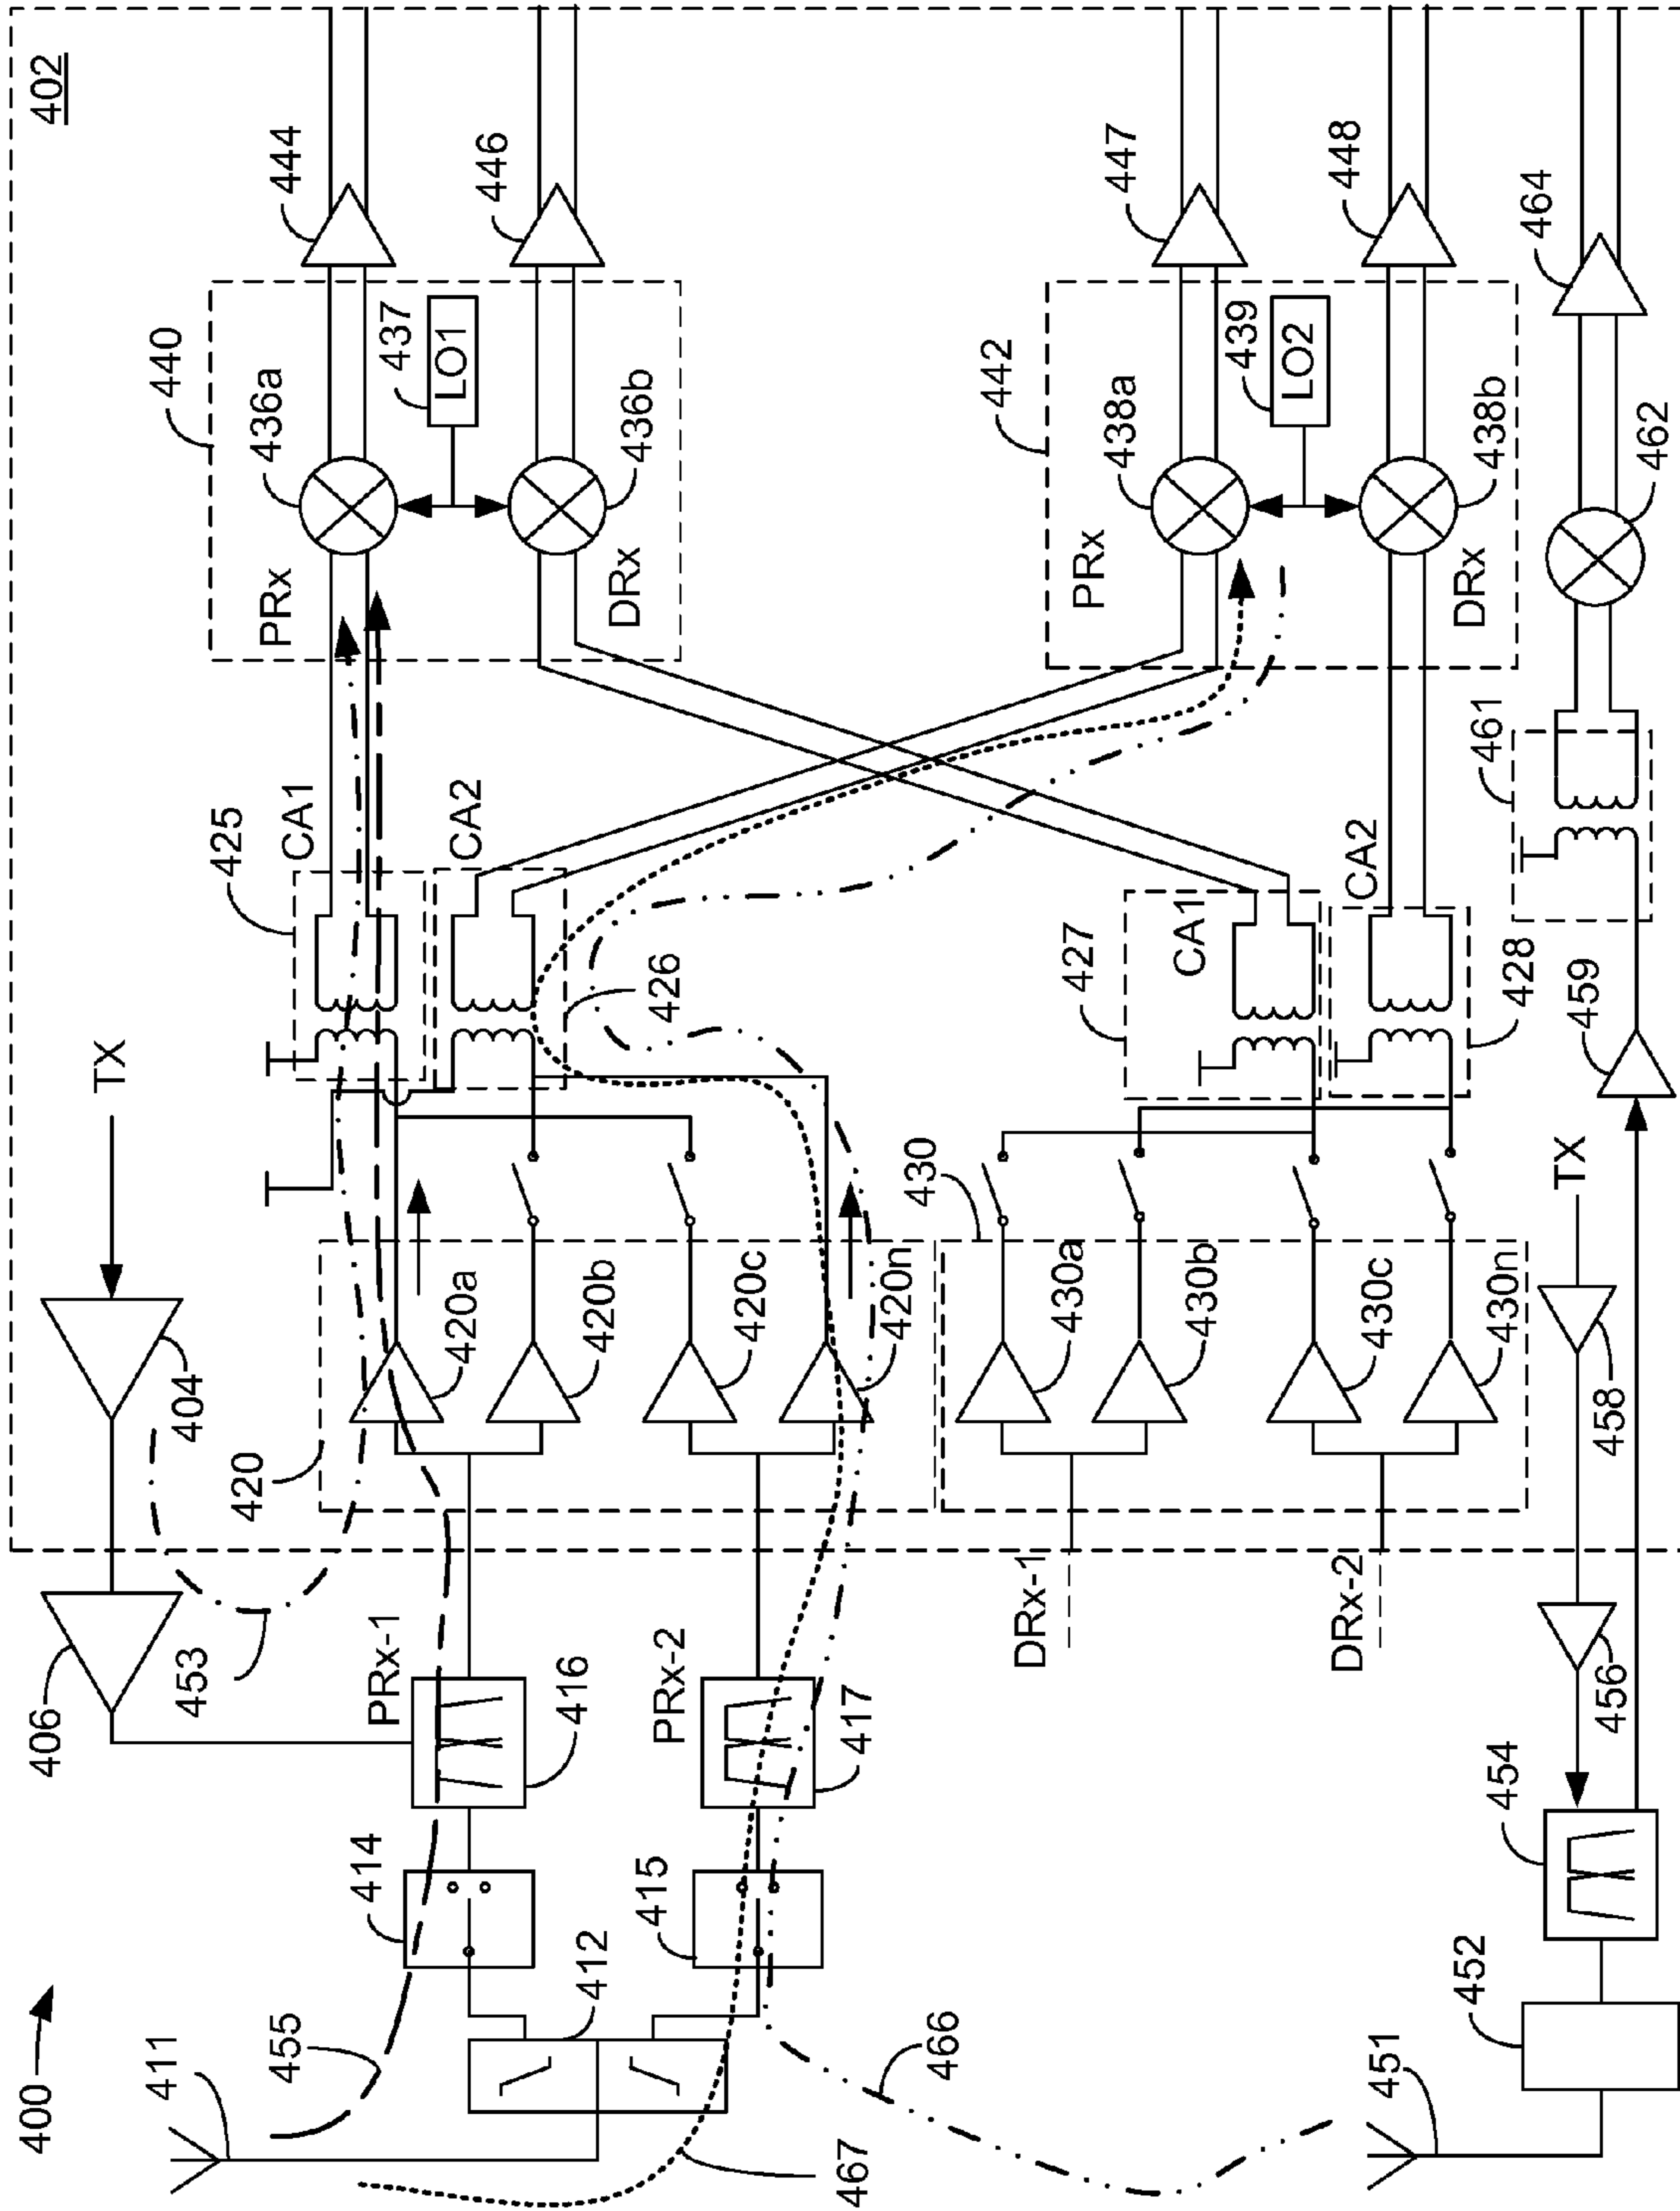 400
402
TX
404
406
453
444
446
440
436a
437
LO1
436b
PRx
DRx
425
CA1
CA2
426
420
420a
420b
420c
420n
PRx-1
416
PRx-2
417
414
415
412
411
455
467
466
447
448
442
438a
439
LO2
438b
PRx
DRx
427
CA1
CA2
428
430
430a
430b
430c
430n
DRx-1
DRx-2
464
462
461
459
TX
458
456
454
452
451